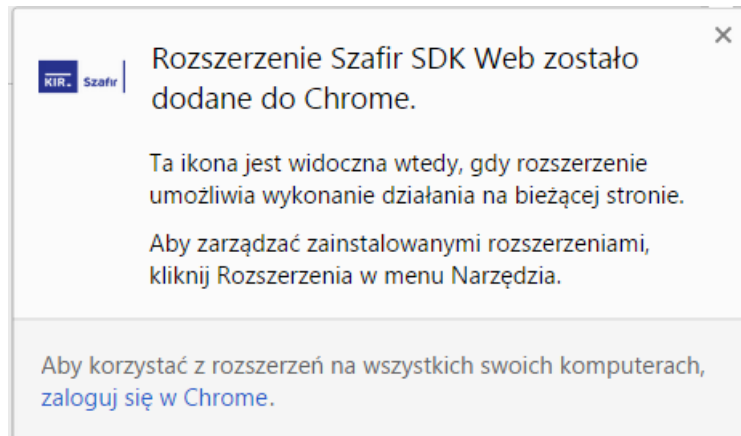 KIR. Szafir
Rozszerzenie Szafir SDK Web zostało
dodane do Chrome.
Ta ikona jest widoczna wtedy, gdy rozszerzenie
umożliwia wykonanie działania na bieżącej stronie.
Aby zarządzać zainstalowanymi rozszerzeniami,
kliknij Rozszerzenia w menu Narzędzia.
Aby korzystać z rozszerzeń na wszystkich swoich komputerach,
zaloguj się w Chrome.